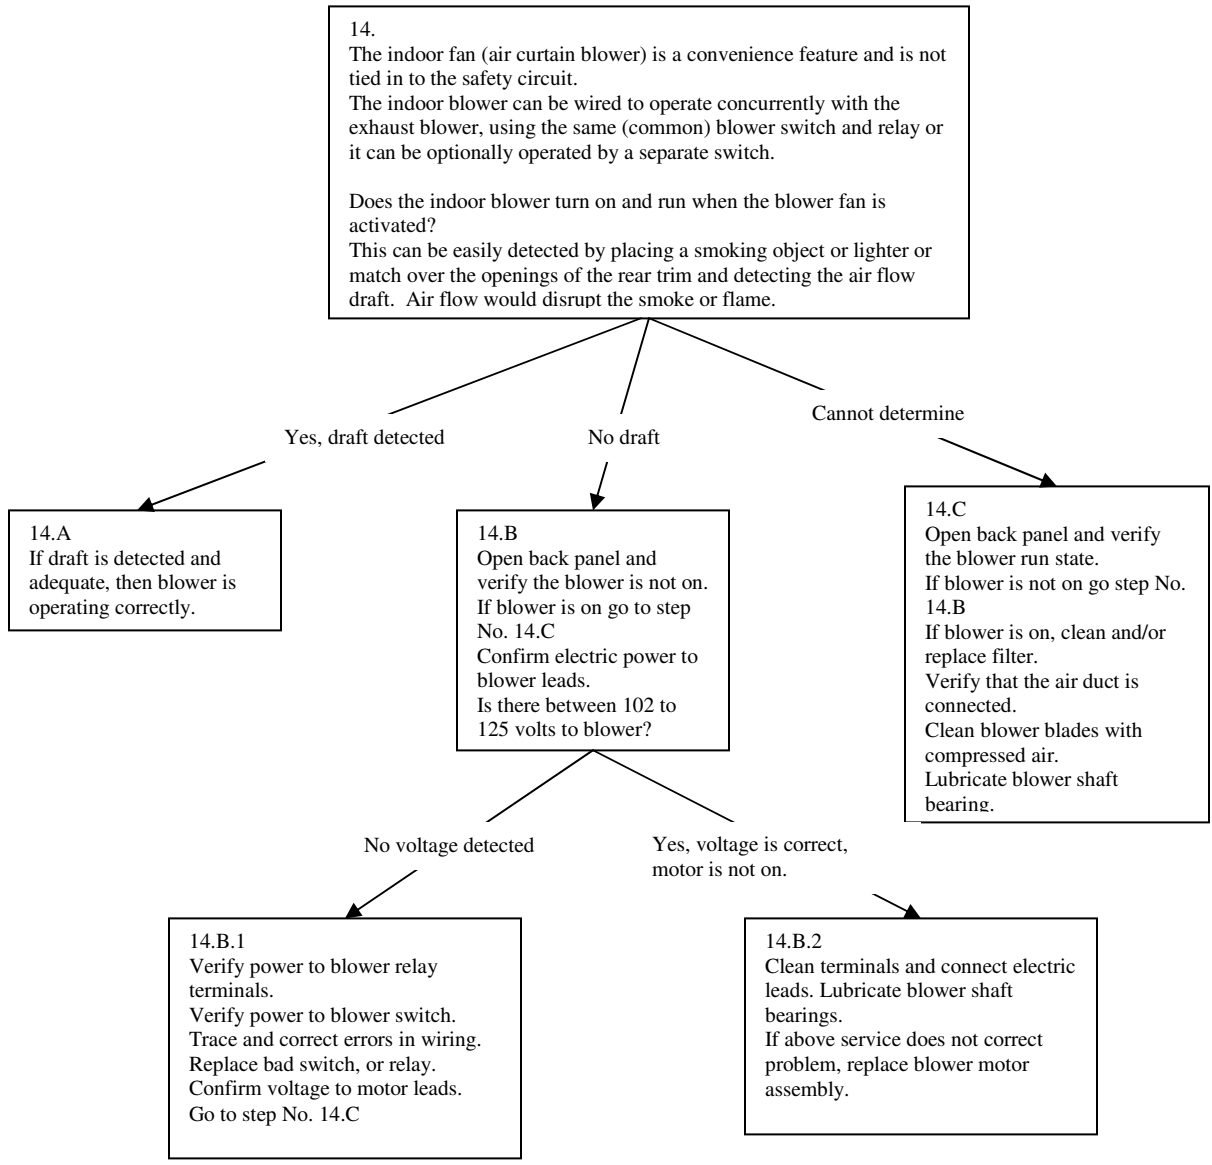 14.
The indoor fan (air curtain blower) is a convenience feature and is not
tied in to the safety circuit.
The indoor blower can be wired to operate concurrently with the
exhaust blower, using the same (common) blower switch and relay or
it can be optionally operated by a separate switch.
Does the indoor blower turn on and run when the blower fan is
activated?
This can be easily detected by placing a smoking object or lighter or
match over the openings of the rear trim and detecting the air flow
draft.  Air flow would disrupt the smoke or flame.
Yes, draft detected
No draft
Cannot determine
14.A
If draft is detected and
adequate, then blower is
operating correctly.
14.B
Open back panel and
verify the blower is not on.
If blower is on go to step
No. 14.C
Confirm electric power to
blower leads.
Is there between 102 to
125 volts to blower?
14.C
Open back panel and verify
the blower run state.
If blower is not on go step No.
14.B
If blower is on, clean and/or
replace filter.
Verify that the air duct is
connected.
Clean blower blades with
compressed air.
Lubricate blower shaft
bearing.
No voltage detected
Yes, voltage is correct,
motor is not on.
14.B.1
Verify power to blower relay
terminals.
Verify power to blower switch.
Trace and correct errors in wiring.
Replace bad switch, or relay.
Confirm voltage to motor leads.
Go to step No. 14.C
14.B.2
Clean terminals and connect electric
leads. Lubricate blower shaft
bearings.
If above service does not correct
problem, replace blower motor
assembly.